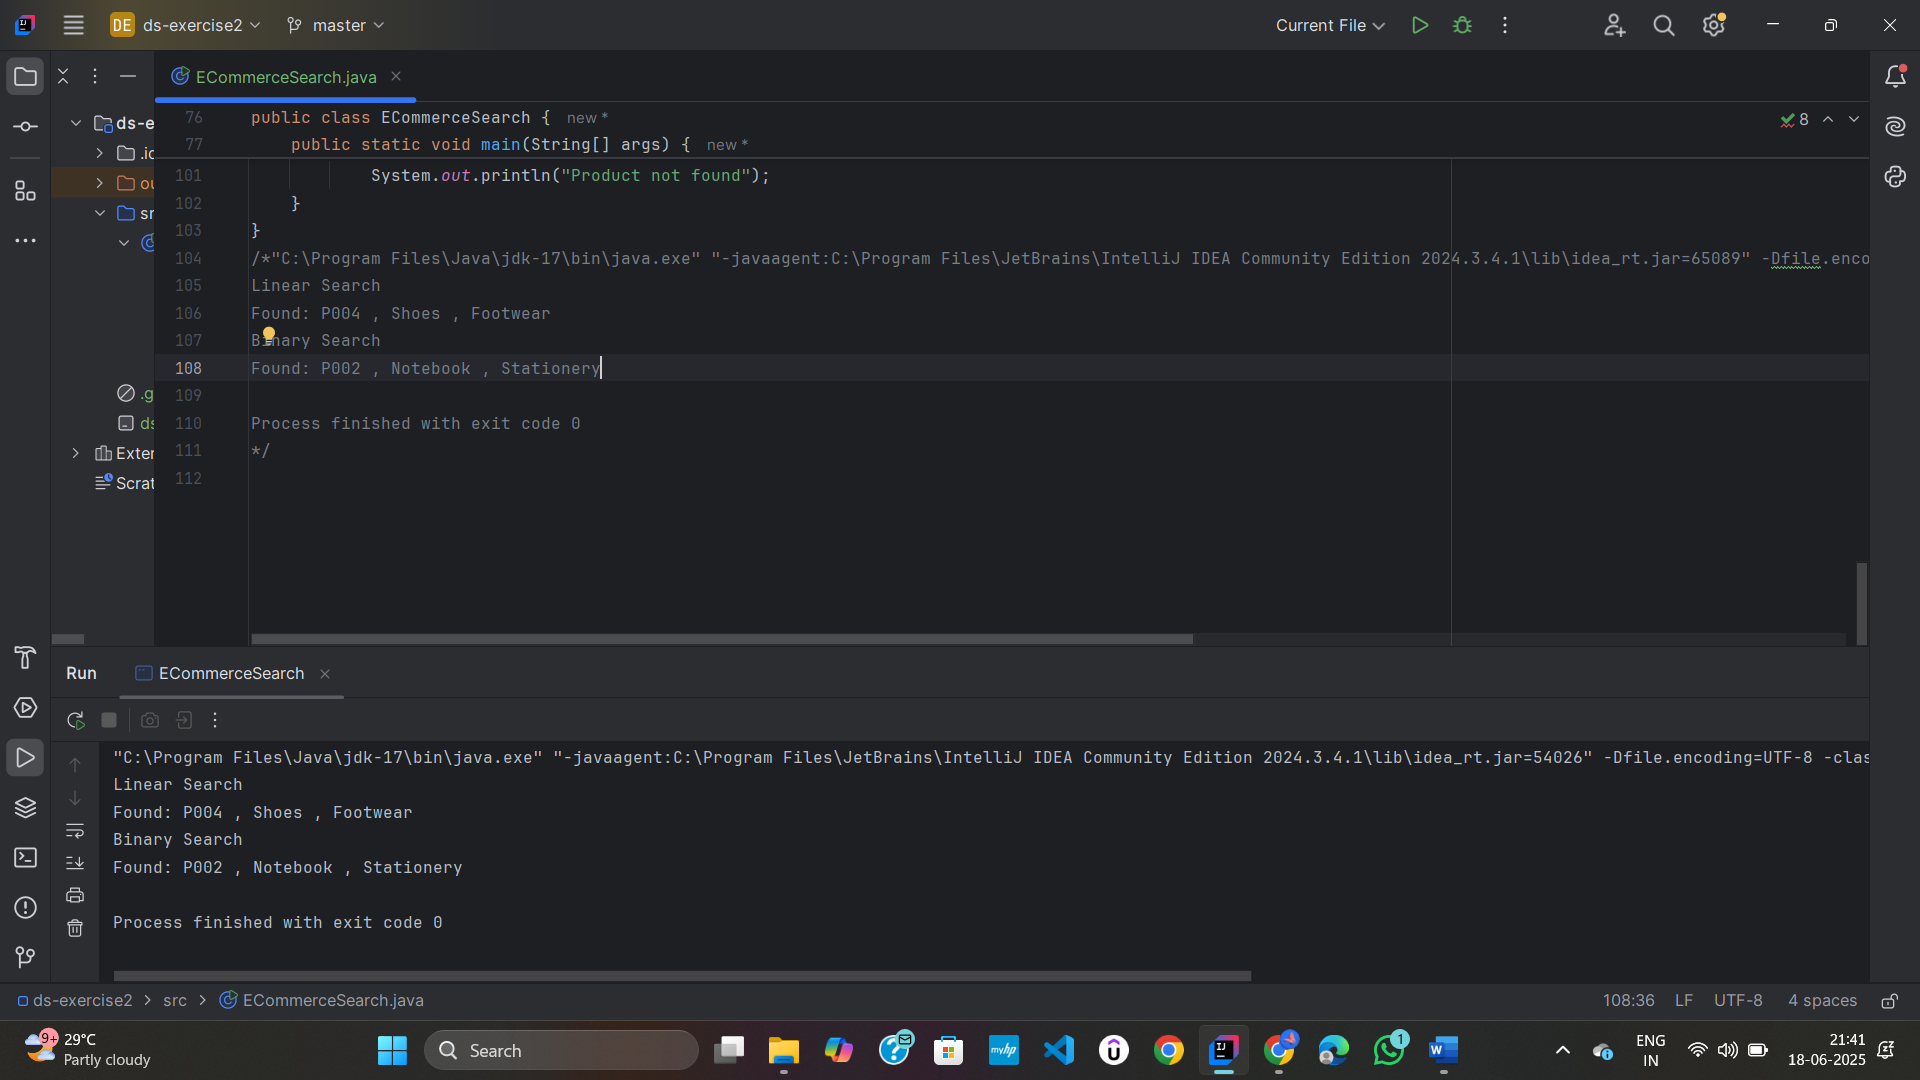 DE ds-exercise2 master Current File
ECommerceSearch.java
76 public class ECommerceSearch { new *
77 public static void main(String[] args) { new *
8
101 System.out.println("Product not found");
102 }
103 }
104 /*"C:\Program Files\Java\jdk-17\bin\java.exe" "-javaagent:C:\Program Files\JetBrains\IntelliJ IDEA Community Edition 2024.3.4.1\lib\idea_rt.jar=65089" -Dfile.enco
105 Linear Search
106 Found: P004 , Shoes , Footwear
107 Binary Search
108 Found: P002 , Notebook , Stationery
109
110 Process finished with exit code 0
111 */
112
ds-e
.ic
ou
sr
.g
ds
Exter
Scrat
Run ECommerceSearch
"C:\Program Files\Java\jdk-17\bin\java.exe" "-javaagent:C:\Program Files\JetBrains\IntelliJ IDEA Community Edition 2024.3.4.1\lib\idea_rt.jar=54026" -Dfile.encoding=UTF-8 -clas
Linear Search
Found: P004 , Shoes , Footwear
Binary Search
Found: P002 , Notebook , Stationery
Process finished with exit code 0
ds-exercise2 > src > ECommerceSearch.java 108:36 LF UTF-8 4 spaces
9+ 29°C
Partly cloudy
Search
myhp
1
ENG
IN
21:41
18-06-2025